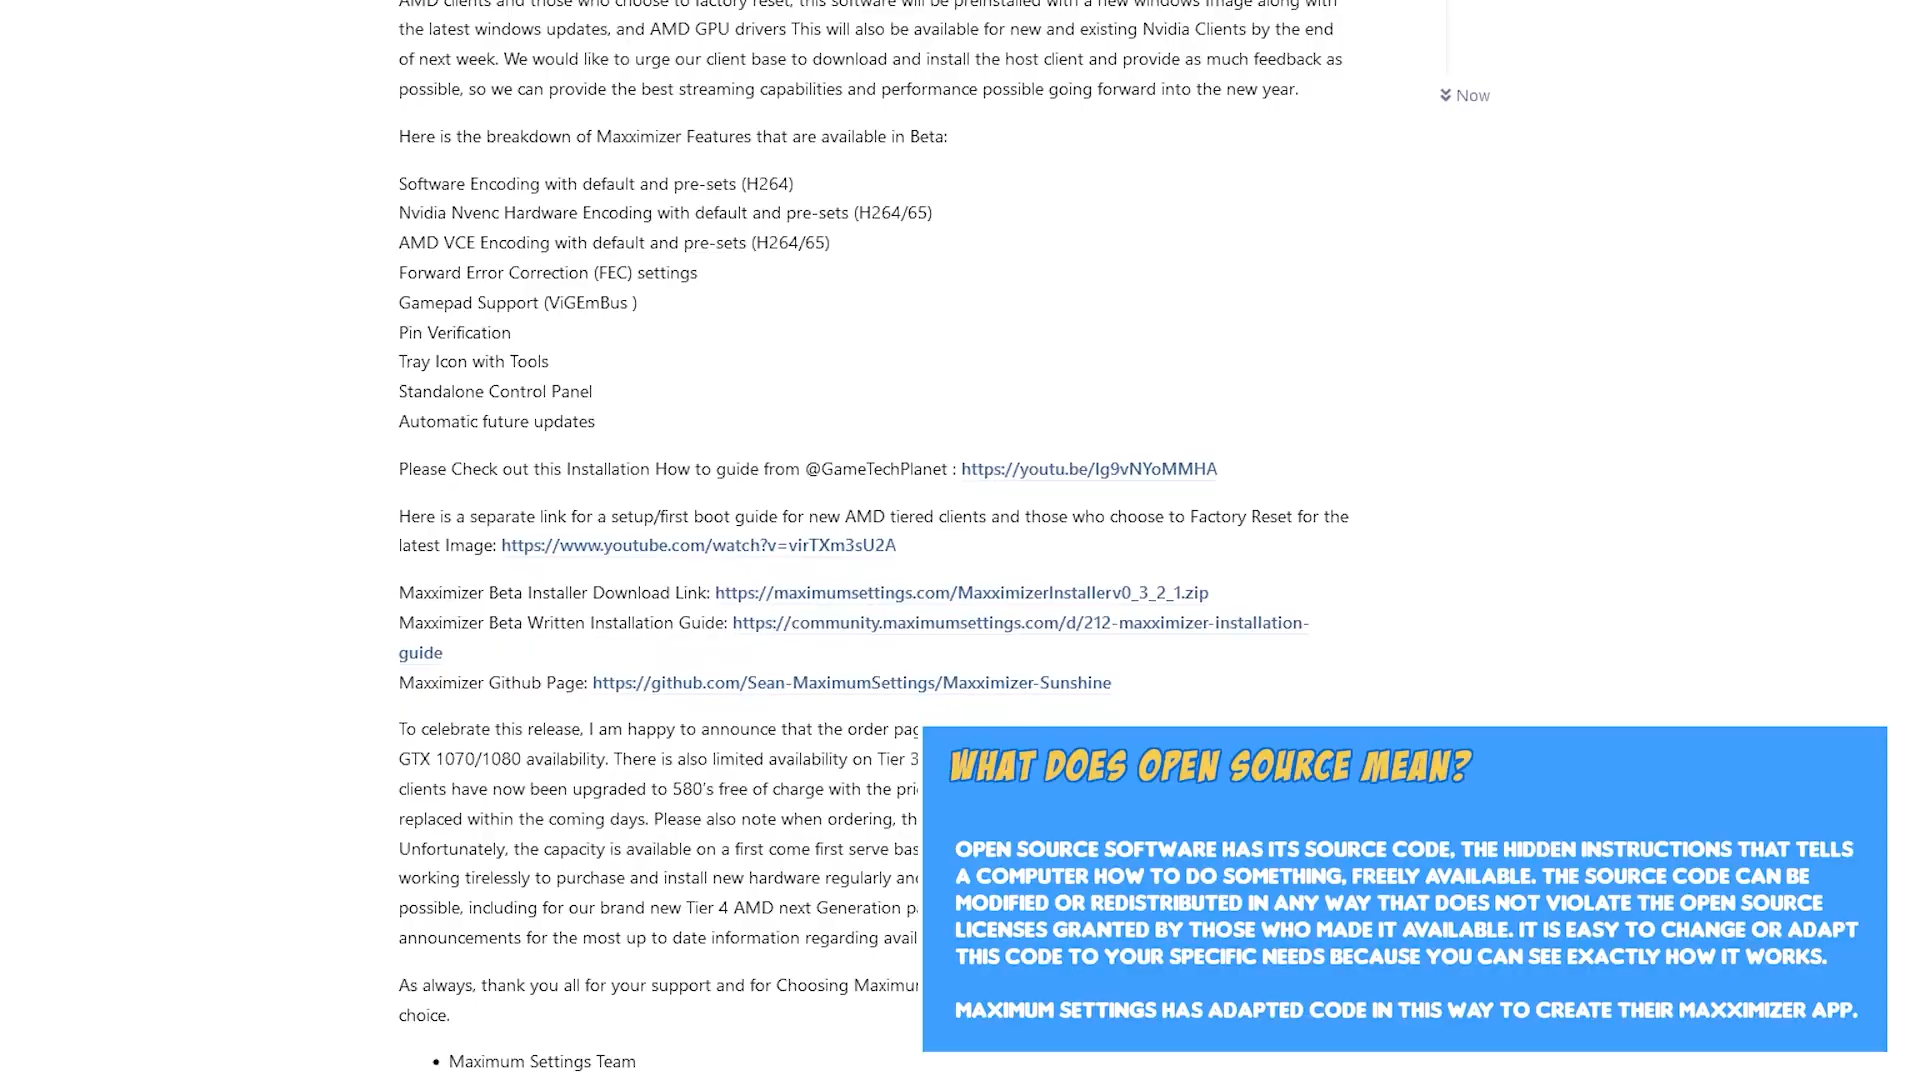 AMD clients and those who choose to factory reset, this software will be preinstalled with a new windows image along with
the latest windows updates, and AMD GPU drivers This will also be available for new and existing Nvidia Clients by the end
of next week. We would like to urge our client base to download and install the host client and provide as much feedback as
possible, so we can provide the best streaming capabilities and performance possible going forward into the new year.
Now
Here is the breakdown of Maxximizer Features that are available in Beta:
Software Encoding with default and pre-sets (H264)
Nvidia Nvenc Hardware Encoding with default and pre-sets (H264/65)
AMD VCE Encoding with default and pre-sets (H264/65)
Forward Error Correction (FEC) settings
Gamepad Support (ViGEmBus )
Pin Verification
Tray Icon with Tools
Standalone Control Panel
Automatic future updates
Please Check out this Installation How to guide from @GameTechPlanet : https://youtu.be/Ig9vNYoMMHA
Here is a separate link for a setup/first boot guide for new AMD tiered clients and those who choose to Factory Reset for the
latest Image: https://www.youtube.com/watch?v=virTXm3sU2A
Maxximizer Beta Installer Download Link: https://maximumsettings.com/MaxximizerInstallerv0_3_2_1.zip
Maxximizer Beta Written Installation Guide: https://community.maximumsettings.com/d/212-maxximizer-installation-
guide
Maxximizer Github Page: https://github.com/Sean-MaximumSettings/Maxximizer-Sunshine
To celebrate this release, I am happy to announce that the order pag
GTX 1070/1080 availability. There is also limited availability on Tier 3
clients have now been upgraded to 580's free of charge with the pri
replaced within the coming days. Please also note when ordering, th
Unfortunately, the capacity is available on a first come first serve bas
working tirelessly to purchase and install new hardware regularly and
possible, including for our brand new Tier 4 AMD next Generation p
announcements for the most up to date information regarding avail
As always, thank you all for your support and for Choosing Maximum
choice.
• Maximum Settings Team
WHAT DOES OPEN SOURCE MEAN?
OPEN SOURCE SOFTWARE HAS ITS SOURCE CODE, THE HIDDEN INSTRUCTIONS THAT TELLS
A COMPUTER HOW TO DO SOMETHING, FREELY AVAILABLE. THE SOURCE CODE CAN BE
MODIFIED OR REDISTRIBUTED IN ANY WAY THAT DOES NOT VIOLATE THE OPEN SOURCE
LICENSES GRANTED BY THOSE WHO MADE IT AVAILABLE. IT IS EASY TO CHANGE OR ADAPT
THIS CODE TO YOUR SPECIFIC NEEDS BECAUSE YOU CAN SEE EXACTLY HOW IT WORKS.
MAXIMUM SETTINGS HAS ADAPTED CODE IN THIS WAY TO CREATE THEIR MAXXIMIZER APP.